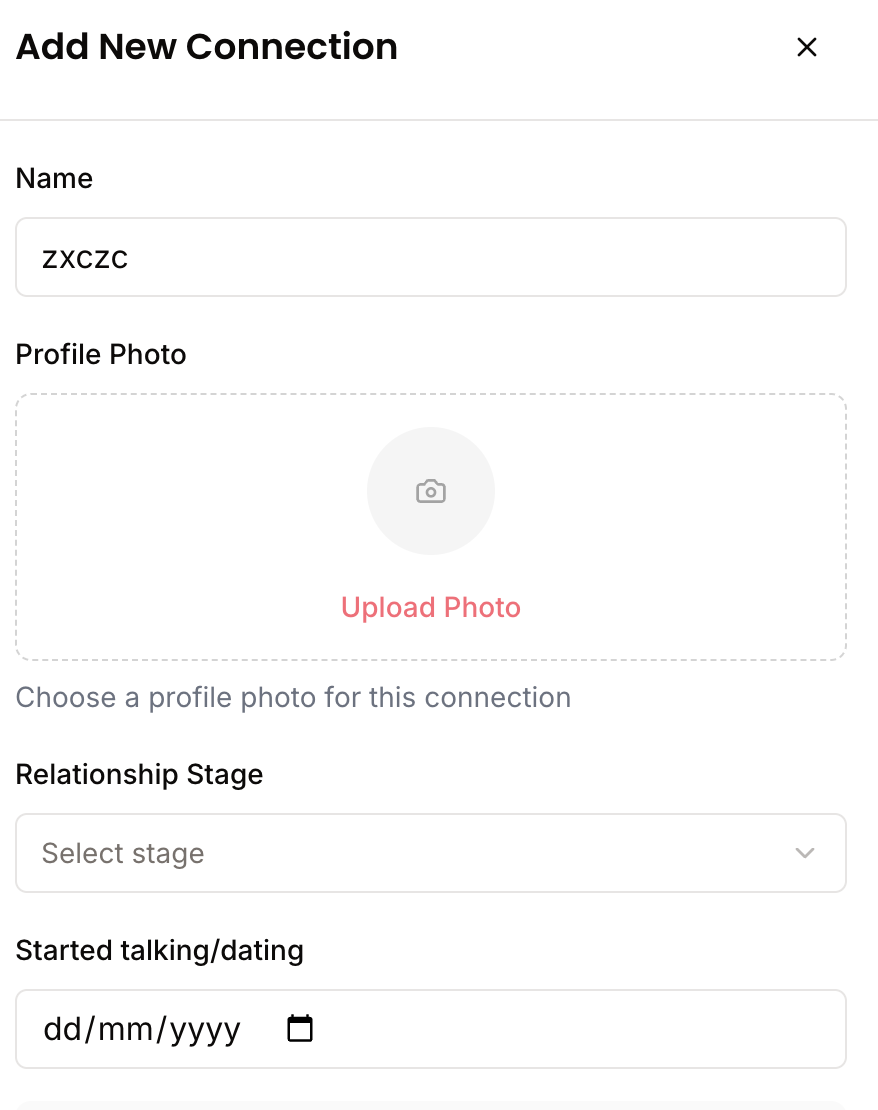 Add New Connection
Name
zxczc
Profile Photo
Upload Photo
Choose a profile photo for this connection
Relationship Stage
Select stage
Started talking/dating
dd/mm/yyyy